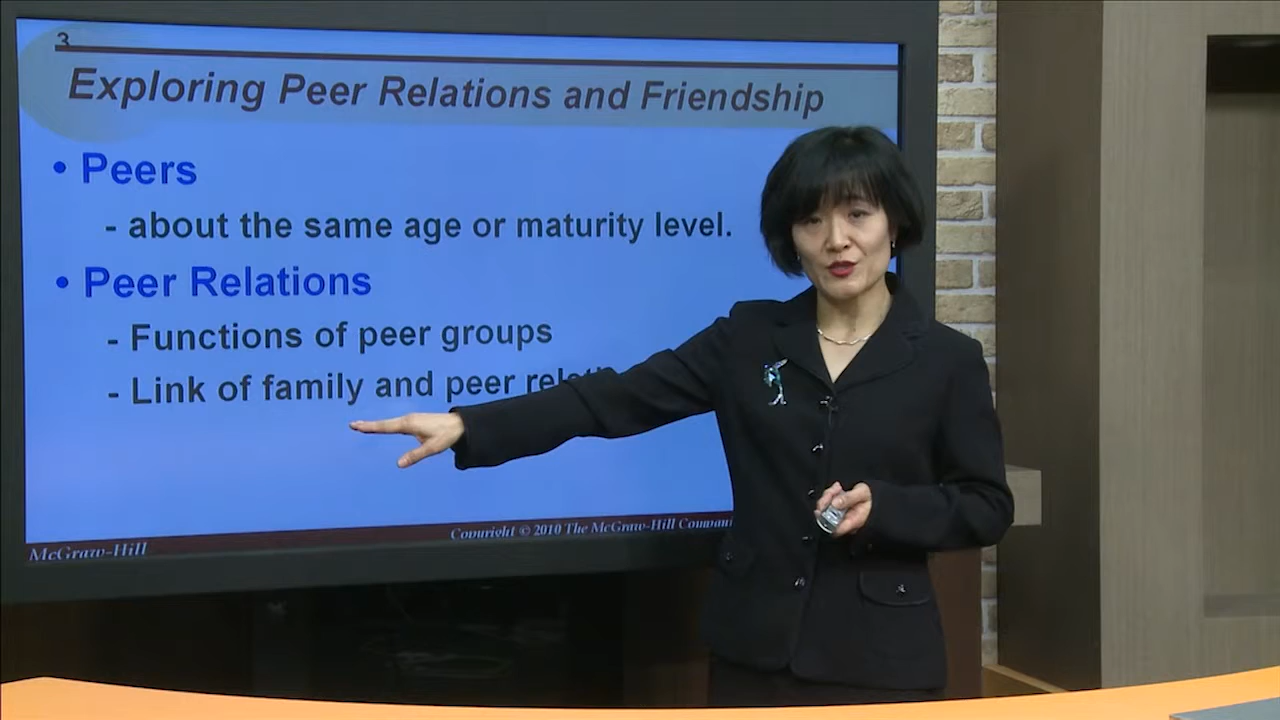 3
Exploring Peer Relations and Friendship
• Peers
- about the same age or maturity level.
• Peer Relations
- Functions of peer groups
- Link of family and peer
McGraw-Hill
Copyright © 2010 The McGraw-Hill